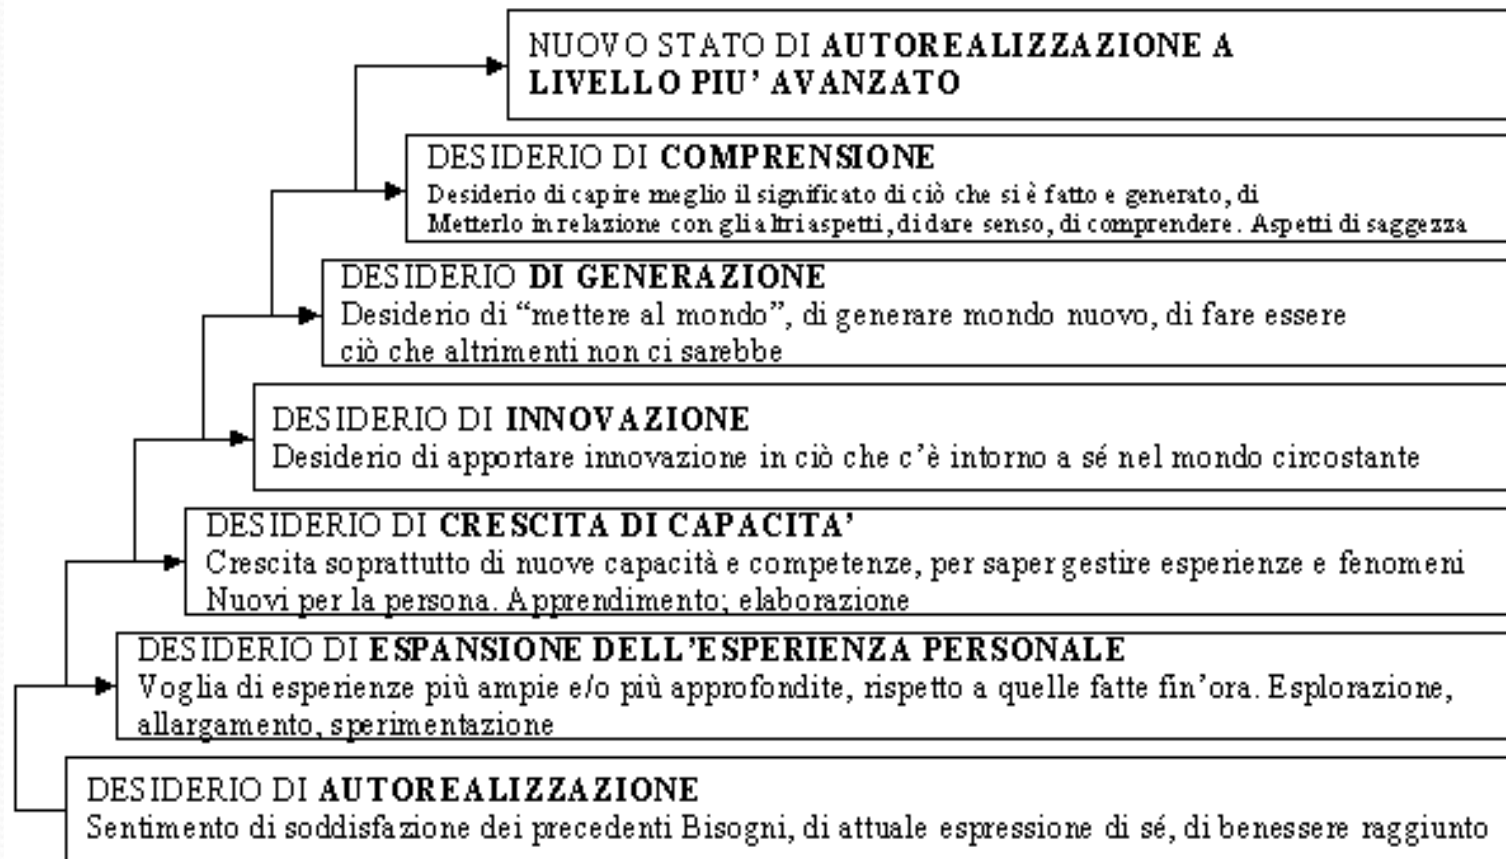 NUOVO STATO DI AUTOREALIZZAZIONE A
LIVELLO PIU’ AVANZATO
DESIDERIO DI COMPRENSIONE
Desiderio di capire meglio il significato di ciò che si è fatto e generato, di
Metterlo in relazione con gli altri aspetti, di dare senso, di comprendere. Aspetti di saggezza
DESIDERIO DI GENERAZIONE
Desiderio di “mettere al mondo”, di generare mondo nuovo, di fare essere
ciò che altrimenti non ci sarebbe
DESIDERIO DI INNOVAZIONE
Desiderio di apportare innovazione in ciò che c’è intorno a sé nel mondo circostante
DESIDERIO DI CRESCITA DI CAPACITA’
Crescita soprattutto di nuove capacità e competenze, per saper gestire esperienze e fenomeni
Nuovi per la persona. Apprendimento; elaborazione
DESIDERIO DI ESPANSIONE DELL’ESPERIENZA PERSONALE
Voglia di esperienze più ampie e/o più approfondite, rispetto a quelle fatte fin’ora. Esplorazione,
allargamento, sperimentazione
DESIDERIO DI AUTOREALIZZAZIONE
Sentimento di soddisfazione dei precedenti Bisogni, di attuale espressione di sé, di benessere raggiunto